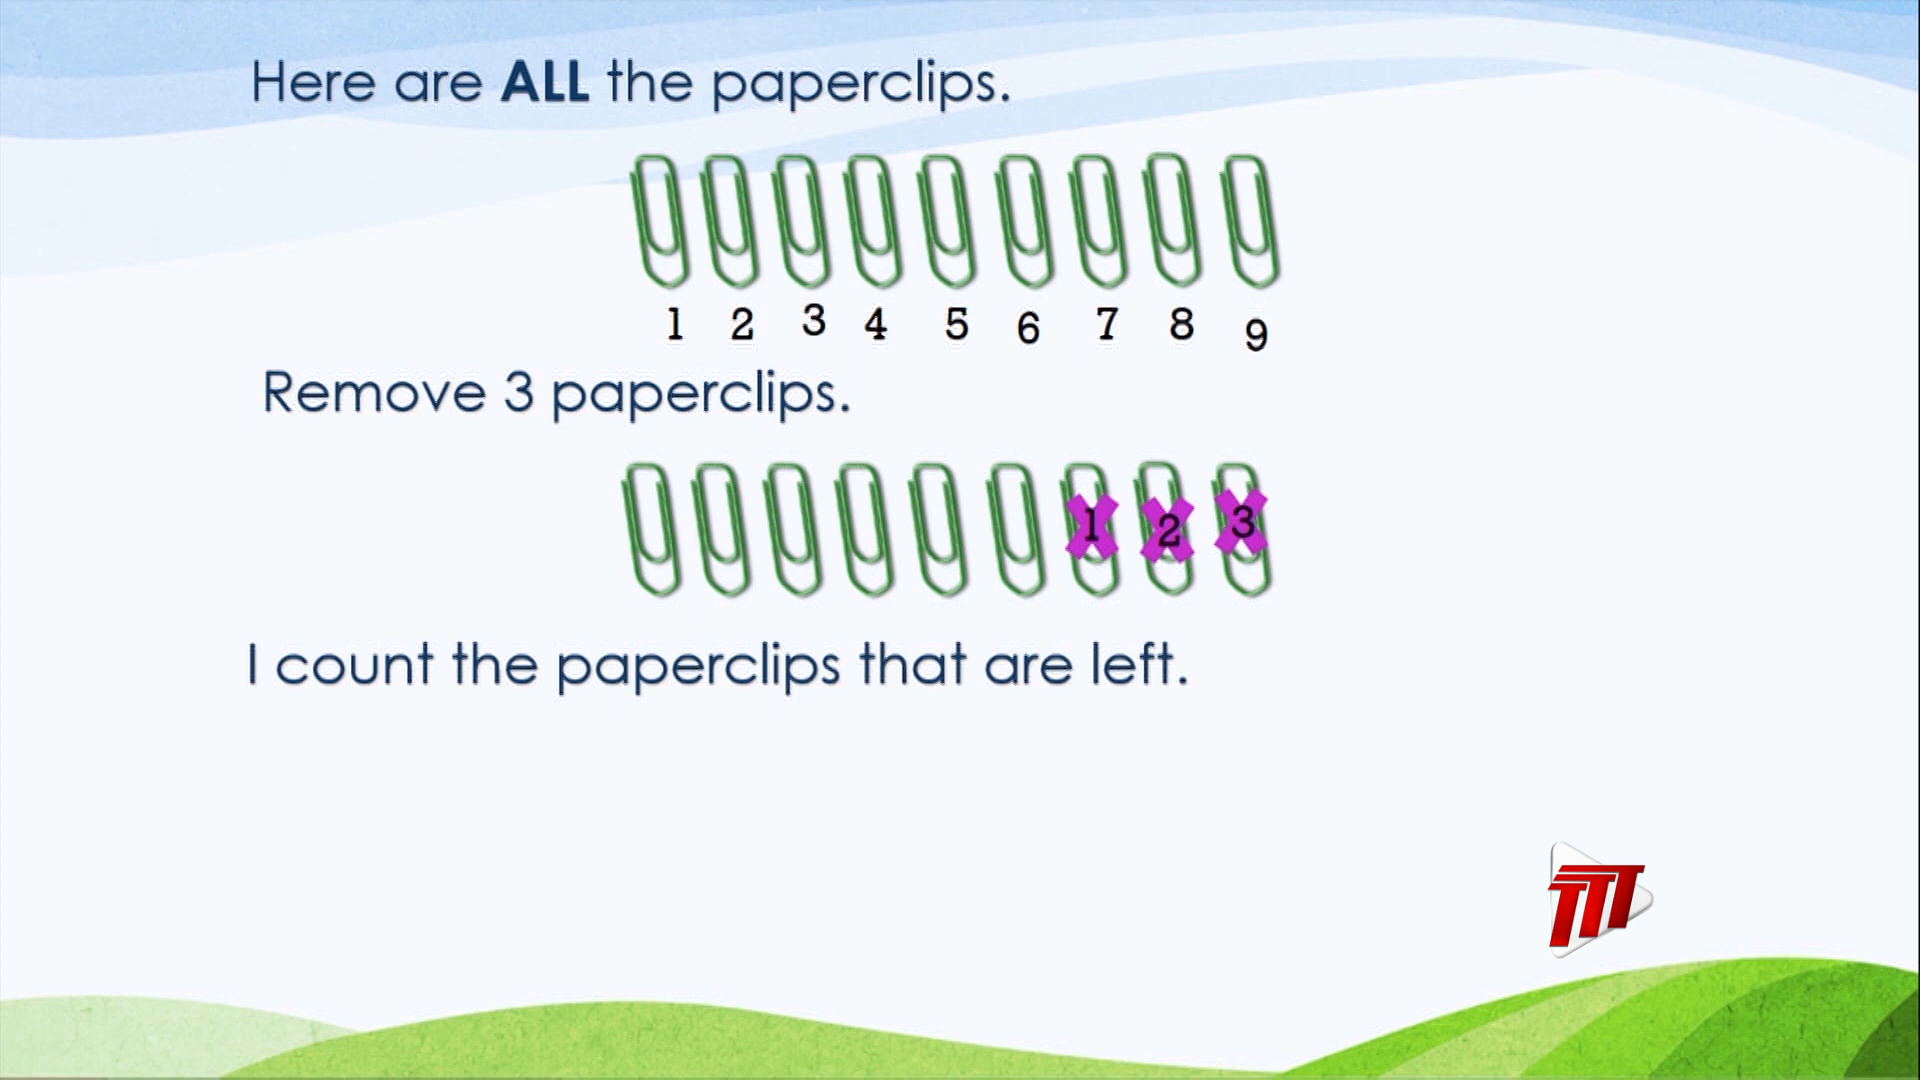 Here are ALL the paperclips.
1 2 3 4 5 6 7 8 9
Remove 3 paperclips.
1 2 3
I count the paperclips that are left.
TTT